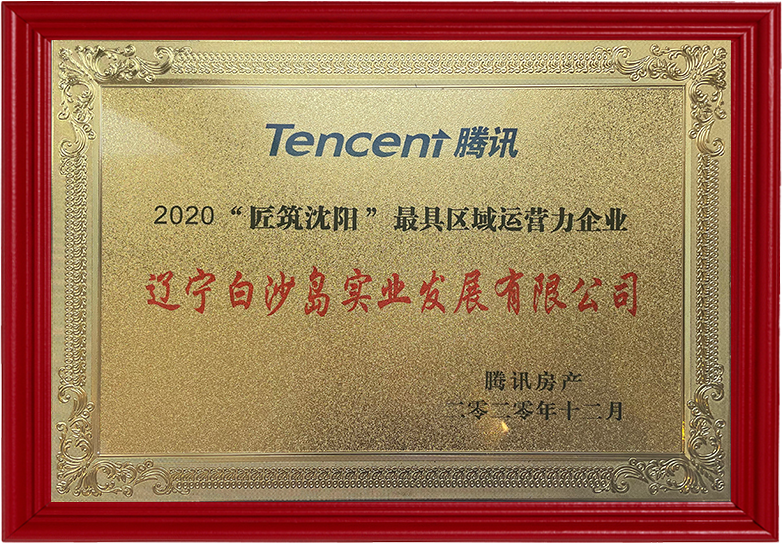 Tencent 腾讯
2020“匠筑沈阳”最具区域运营力企业
辽宁白沙岛实业发展有限公司
腾讯房产
二零二零年十二月